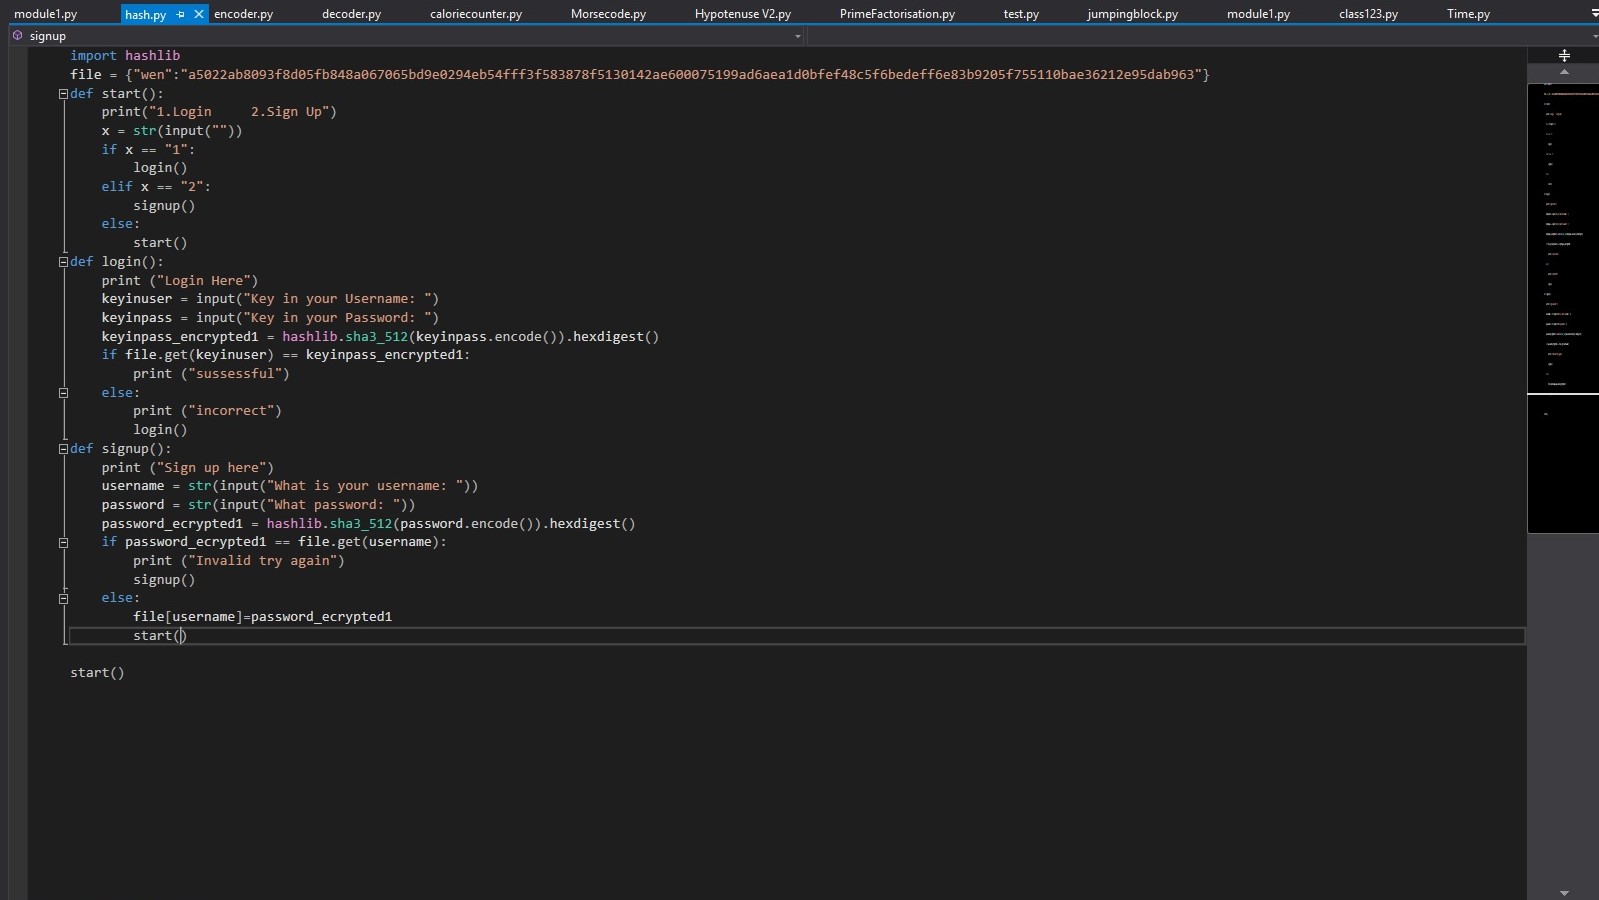 module1.py hash.py encoder.py decoder.py caloriecounter.py Morsecode.py Hypotenuse V2.py PrimeFactorisation.py test.py jumpingblock.py module1.py class123.py Time.py
signup
import hashlib
file = {"wen":"a5022ab8093f8d05fb848a067065bd9e0294eb54fff3f583878f5130142ae600075199ad6aea1d0bfef48c5f6bedeff6e83b9205f755110bae36212e95dab963"}
def start():
    print("1.Login     2.Sign Up")
    x = str(input(""))
    if x == "1":
        login()
    elif x == "2":
        signup()
    else:
        start()
def login():
    print ("Login Here")
    keyinuser = input("Key in your Username: ")
    keyinpass = input("Key in your Password: ")
    keyinpass_encrypted1 = hashlib.sha3_512(keyinpass.encode()).hexdigest()
    if file.get(keyinuser) == keyinpass_encrypted1:
        print ("sussessful")
    else:
        print ("incorrect")
        login()
def signup():
    print ("Sign up here")
    username = str(input("What is your username: "))
    password = str(input("What password: "))
    password_ecrypted1 = hashlib.sha3_512(password.encode()).hexdigest()
    if password_ecrypted1 == file.get(username):
        print ("Invalid try again")
        signup()
    else:
        file[username]=password_ecrypted1
        start()
start()